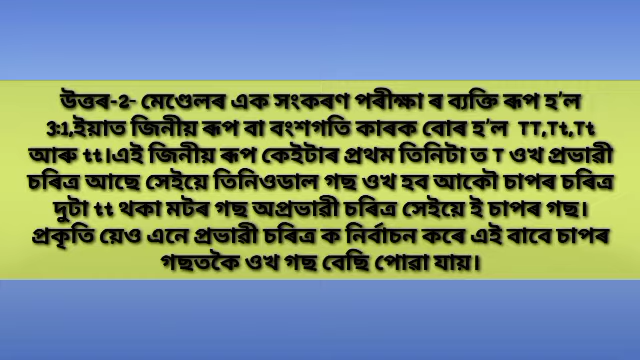 উত্তৰ-2- মেণ্ডেলৰ এক সংকৰণ পৰীক্ষা ৰ ব্যক্তি ৰূপ হ'ল
3:1,ইয়াত জিনীয় ৰূপ বা বংশগতি কাৰক বোৰ হ'ল TT,Tt,Tt
আৰু tt।এই জিনীয় ৰূপ কেইটাৰ প্ৰথম তিনিটা ত T ওখ প্ৰভাৱী
চৰিত্ৰ আছে সেইয়ে তিনিওডাল গছ ওখ হব আকৌ চাপৰ চৰিত্ৰ
দুটা tt থকা মটৰ গছ অপ্ৰভাৱী চৰিত্ৰ সেইয়ে ই চাপৰ গছ।
প্ৰকৃতি য়েও এনে প্ৰভাৱী চৰিত্ৰ ক নিৰ্বাচন কৰে এই বাবে চাপৰ
গছতকৈ ওখ গছ বেছি পোৱা যায়।